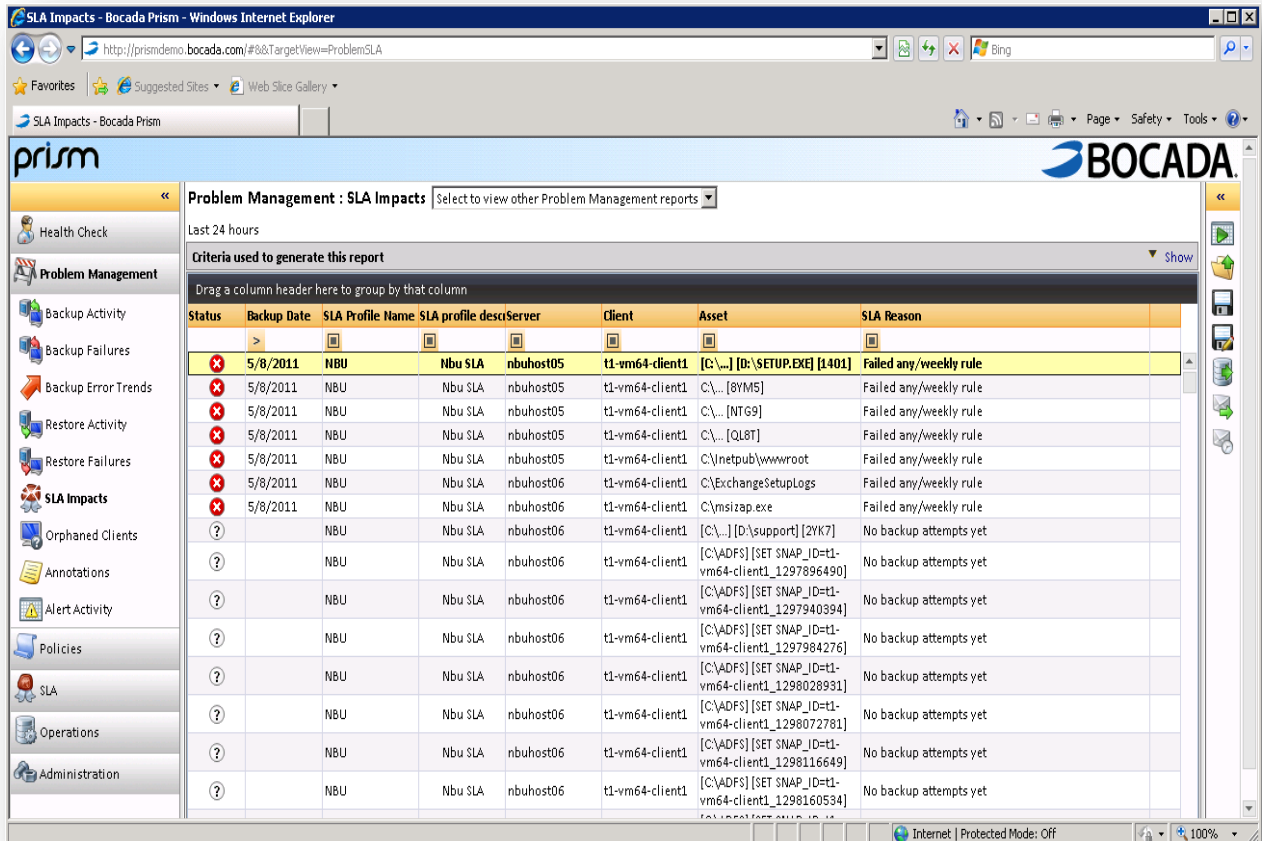 SLA Impacts - Bocada Prism - Windows Internet Explorer
http://prismdemo.bocada.com/#&&TargetView=ProblemSLA
Bing
Favorites Suggested Sites Web Slice Gallery
SLA Impacts - Bocada Prism
Page Safety Tools
prism
BOCADA.
«
Problem Management : SLA Impacts Select to view other Problem Management reports
«
Health Check
Last 24 hours
Criteria used to generate this report
Show
Problem Management
Drag a column header here to group by that column
Backup Activity
Backup Failures
Backup Error Trends
Restore Activity
Restore Failures
SLA Impacts
Orphaned Clients
Annotations
Alert Activity
Policies
SLA
Operations
Administration
Status Backup Date SLA Profile Name SLA profile descr Server Client Asset SLA Reason
>
5/8/2011 NBU Nbu SLA nbuhost05 t1-vm64-client1 [C:\...] [D:\SETUP.EXE] [1401] Failed any/weekly rule
5/8/2011 NBU Nbu SLA nbuhost05 t1-vm64-client1 C:\... [8YM5] Failed any/weekly rule
5/8/2011 NBU Nbu SLA nbuhost05 t1-vm64-client1 C:\... [NTG9] Failed any/weekly rule
5/8/2011 NBU Nbu SLA nbuhost05 t1-vm64-client1 C:\... [QL8T] Failed any/weekly rule
5/8/2011 NBU Nbu SLA nbuhost05 t1-vm64-client1 C:\Inetpub\wwwroot Failed any/weekly rule
5/8/2011 NBU Nbu SLA nbuhost06 t1-vm64-client1 C:\ExchangeSetupLogs Failed any/weekly rule
5/8/2011 NBU Nbu SLA nbuhost06 t1-vm64-client1 C:\msizap.exe Failed any/weekly rule
? NBU Nbu SLA nbuhost06 t1-vm64-client1 [C:\...] [D:\support] [2YK7] No backup attempts yet
? NBU Nbu SLA nbuhost06 t1-vm64-client1 [C:\ADFS] [SET SNAP_ID=t1-
vm64-client1_1297896490] No backup attempts yet
? NBU Nbu SLA nbuhost06 t1-vm64-client1 [C:\ADFS] [SET SNAP_ID=t1-
vm64-client1_1297940394] No backup attempts yet
? NBU Nbu SLA nbuhost06 t1-vm64-client1 [C:\ADFS] [SET SNAP_ID=t1-
vm64-client1_1297984276] No backup attempts yet
? NBU Nbu SLA nbuhost06 t1-vm64-client1 [C:\ADFS] [SET SNAP_ID=t1-
vm64-client1_1298028931] No backup attempts yet
? NBU Nbu SLA nbuhost06 t1-vm64-client1 [C:\ADFS] [SET SNAP_ID=t1-
vm64-client1_1298072781] No backup attempts yet
? NBU Nbu SLA nbuhost06 t1-vm64-client1 [C:\ADFS] [SET SNAP_ID=t1-
vm64-client1_1298116649] No backup attempts yet
? NBU Nbu SLA nbuhost06 t1-vm64-client1 [C:\ADFS] [SET SNAP_ID=t1-
vm64-client1_1298160534] No backup attempts yet
Internet | Protected Mode: Off
100%